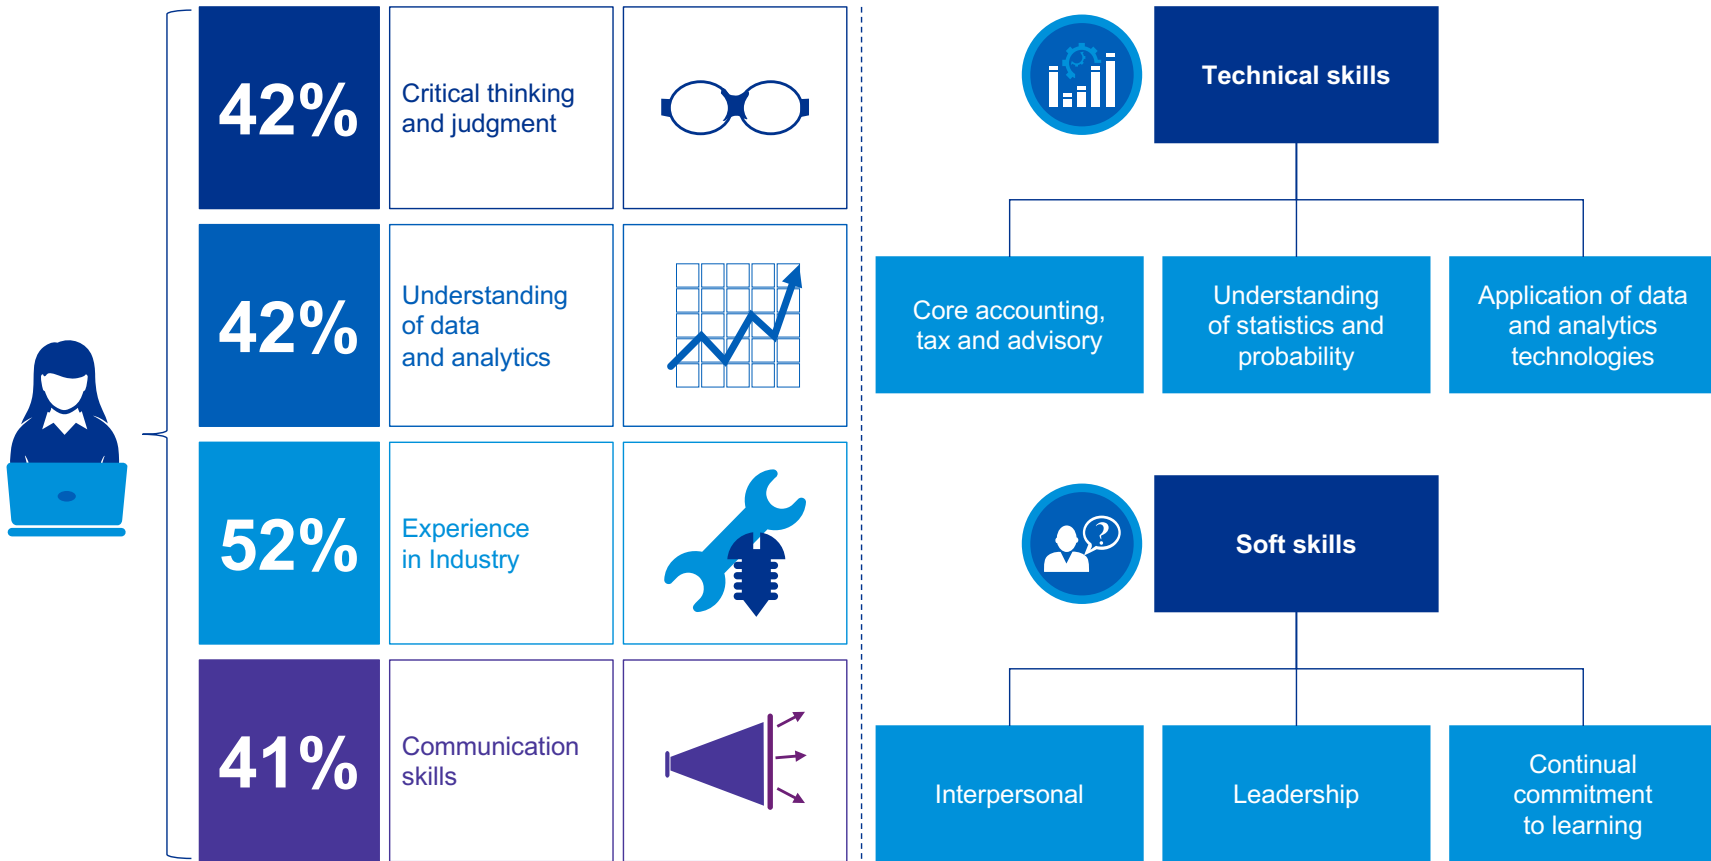 42%
Critical thinking
and judgment
42%
Understanding
of data
and analytics
52%
Experience
in Industry
41%
Communication
skills
Technical skills
Core accounting,
tax and advisory
Understanding
of statistics and
probability
Application of data
and analytics
technologies
?
Soft skills
Interpersonal
Leadership
Continual
commitment
to learning